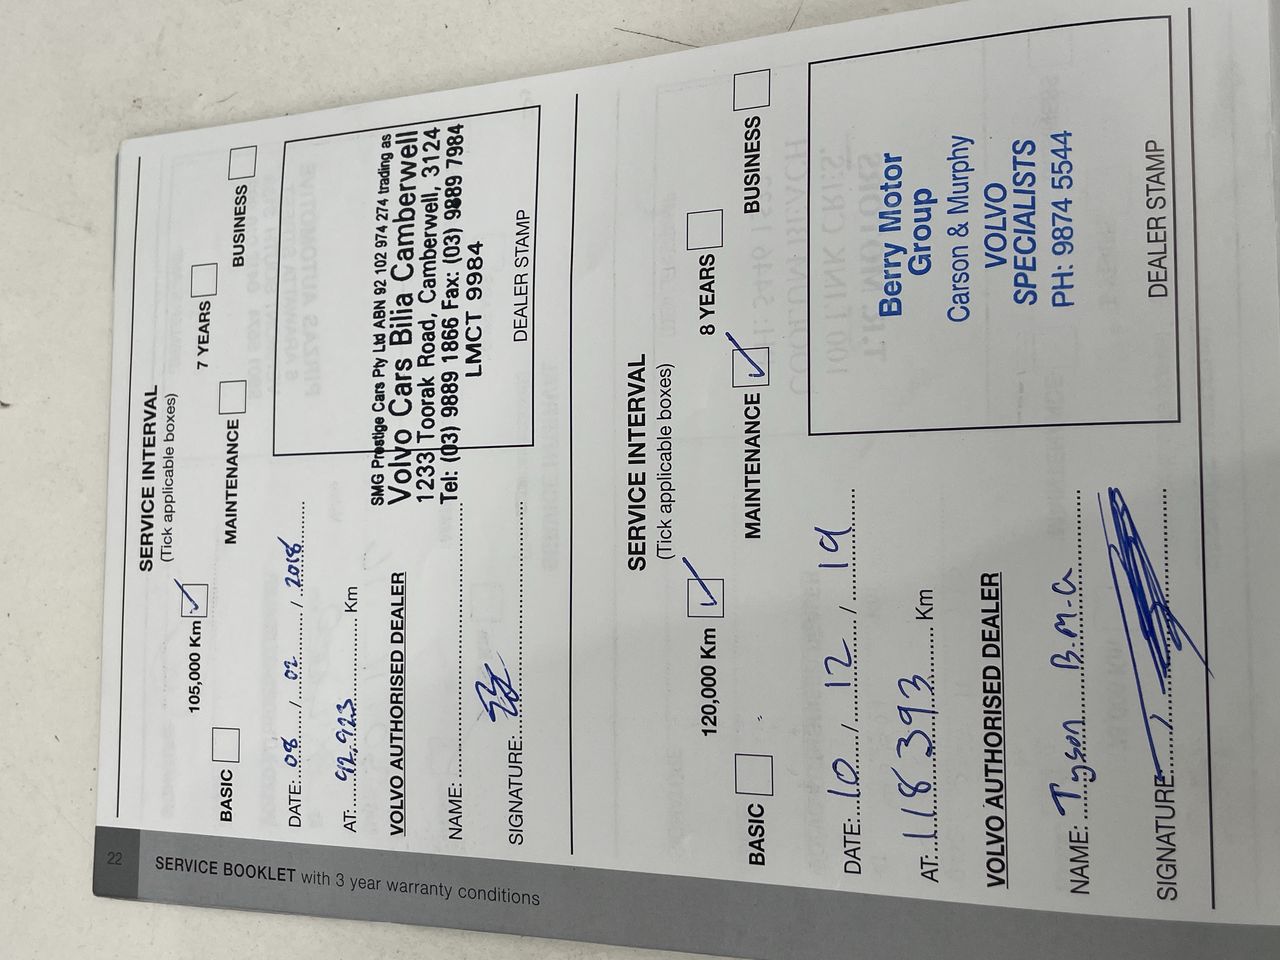 22
SERVICE BOOKLET with 3 year warranty conditions
SERVICE INTERVAL
(Tick applicable boxes)
105,000 Km
7 YEARS
BASIC
MAINTENANCE
BUSINESS
DATE: 08 / 02 / 2018
AT: 92,923 Km
VOLVO AUTHORISED DEALER
NAME:
SIGNATURE:
SMG Prestige Cars Pty Ltd ABN 92 102 974 274 trading as
Volvo Cars Bilia Camberwell
1233 Toorak Road, Camberwell, 3124
Tel: (03) 9889 1866 Fax: (03) 9889 7984
LMCT 9984
DEALER STAMP
SERVICE INTERVAL
(Tick applicable boxes)
120,000 Km
8 YEARS
BASIC
MAINTENANCE
BUSINESS
DATE: 10 / 12 / 19
AT: 118393 Km
VOLVO AUTHORISED DEALER
NAME: Tyson B.M.G
SIGNATURE:
Berry Motor
Group
Carson & Murphy
VOLVO
SPECIALISTS
PH: 9874 5544
DEALER STAMP